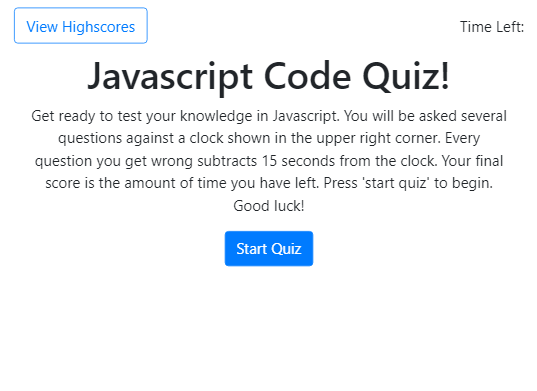 View Highscores
Time Left:
Javascript Code Quiz!
Get ready to test your knowledge in Javascript. You will be asked several
questions against a clock shown in the upper right corner. Every
question you get wrong subtracts 15 seconds from the clock. Your final
score is the amount of time you have left. Press 'start quiz' to begin.
Good luck!
Start Quiz